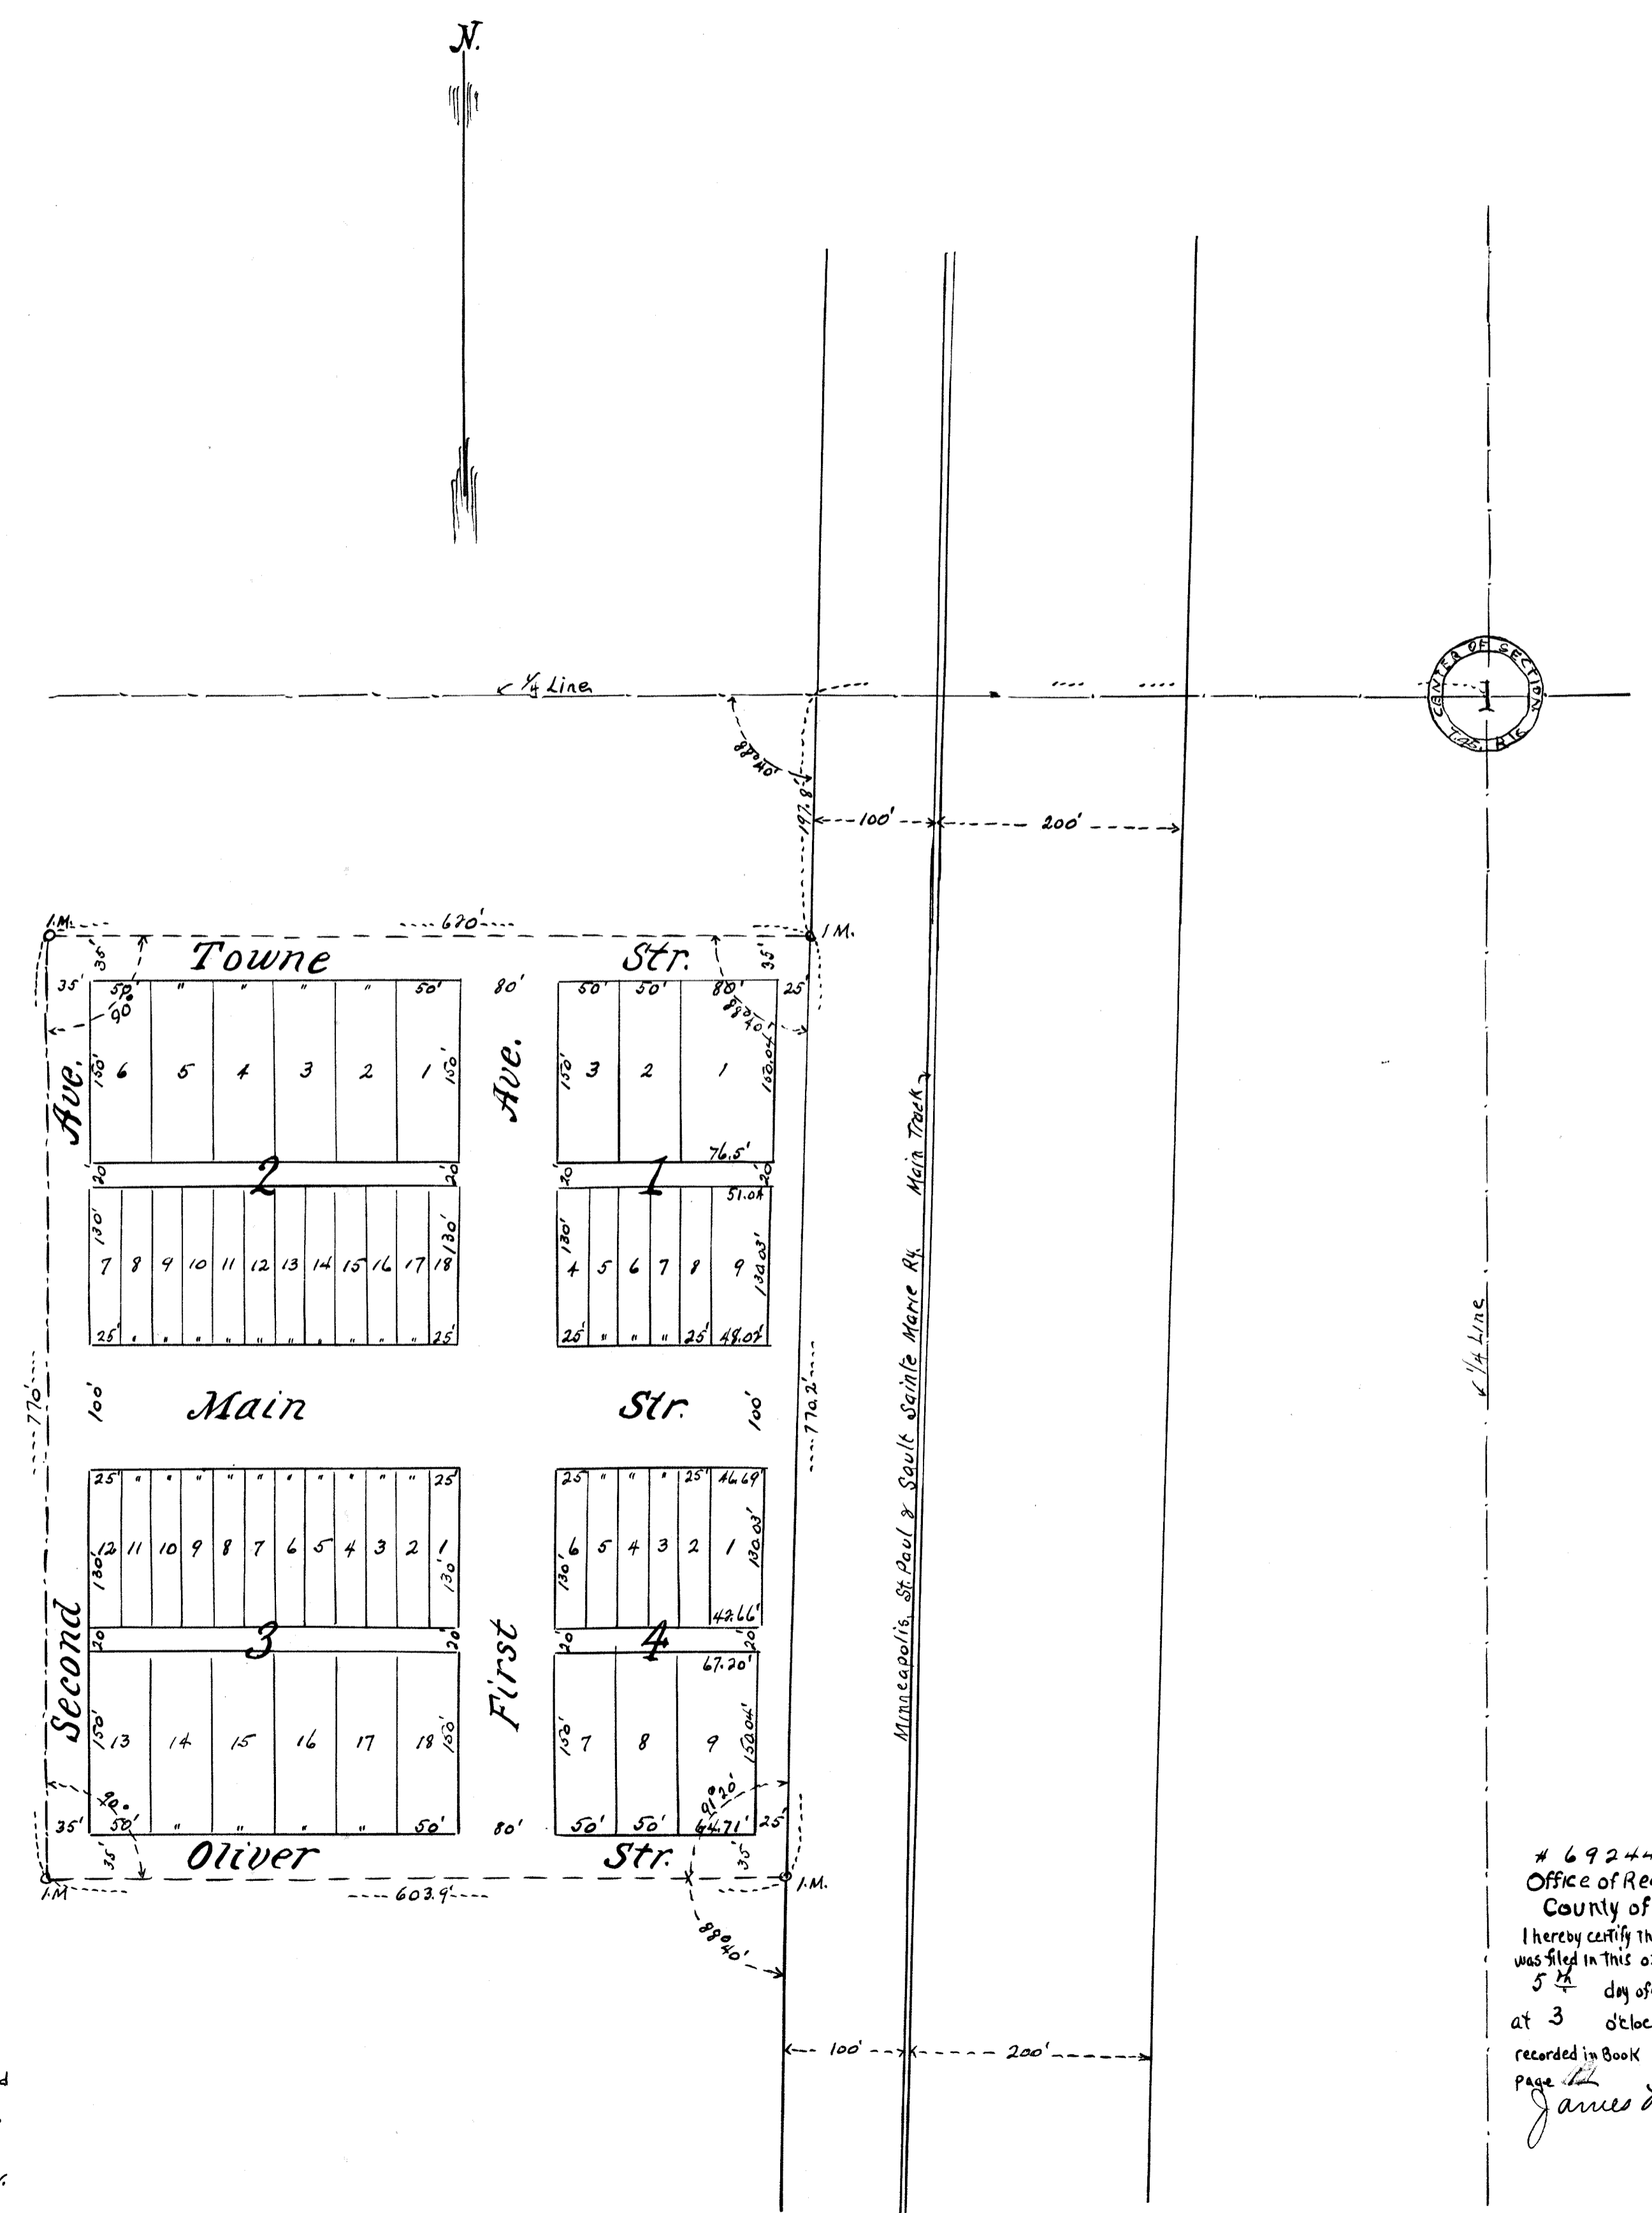 N.
1/4 Line
CENTER OF SECTION
1
T.95. R.16
88°40'
197.8'
100' 200'
I.M. 620' I.M.
35' Towne Str. 35'
35' 50' " " " " 50' 80' 50' 50' 80' 25'
90° 88°40'
Ave. 150' 6 5 4 3 2 1 150' Ave. 150' 3 2 1 150.04'
76.5'
20' 2 20' 20' 1 20'
51.04
130' 130' 130' 130.03'
7 8 9 10 11 12 13 14 15 16 17 18 4 5 6 7 8 9
25' " " " " " " " " " " 25' 25' " " " 25' 48.02'
770' 100' Main Str. 100' 770.2'
25' " " " " " " " " " " 25' 25' " " " 25' 46.69'
12 11 10 9 8 7 6 5 4 3 2 1 6 5 4 3 2 1
130' 130' 130' 130.03'
42.66'
20' 3 20' 20' 4 20'
67.20'
Second First
150' 13 14 15 16 17 18 150' 150' 7 8 9 150.04'
90° 91°20'
35' 50' " " " " 50' 80' 50' 50' 64.71' 25'
35' Oliver Str. 35'
I.M. 603.9' I.M.
88°40'
100' 200'
Minneapolis, St. Paul & Sault Sainte Marie Ry. Main Track
1/4 Line
# 69244
Office of Re
County of
I hereby certify Th
was filed in this o
5th day of
at 3 o'cloc
recorded in Book
page
James